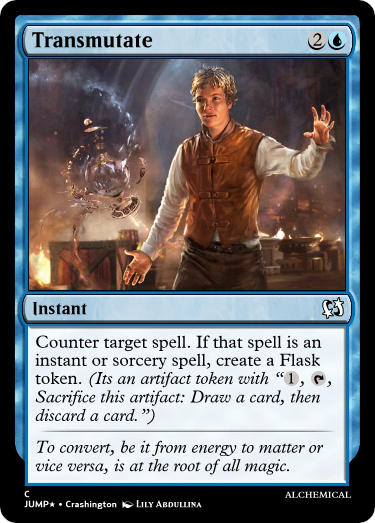 Transmutate 2
Instant
Counter target spell. If that spell is an
instant or sorcery spell, create a Flask
token. (Its an artifact token with “1, ,
Sacrifice this artifact: Draw a card, then
discard a card.”)
To convert, be it from energy to matter or
vice versa, is at the root of all magic.
C ALCHEMICAL
JUMP★ • Crashington Lily Abdullina